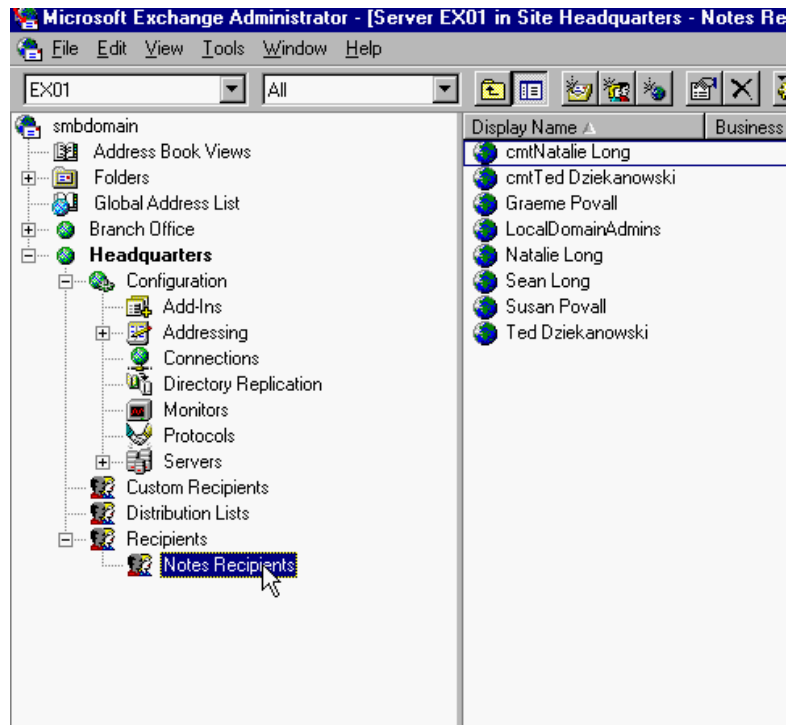 Microsoft Exchange Administrator - [Server EX01 in Site Headquarters - Notes Re
File Edit View Tools Window Help
EX01 All
smbdomain
Address Book Views
Folders
Global Address List
Branch Office
Headquarters
Configuration
Add-Ins
Addressing
Connections
Directory Replication
Monitors
Protocols
Servers
Custom Recipients
Distribution Lists
Recipients
Notes Recipients
Display Name Business
cmtNatalie Long
cmtTed Dziekanowski
Graeme Povall
LocalDomainAdmins
Natalie Long
Sean Long
Susan Povall
Ted Dziekanowski